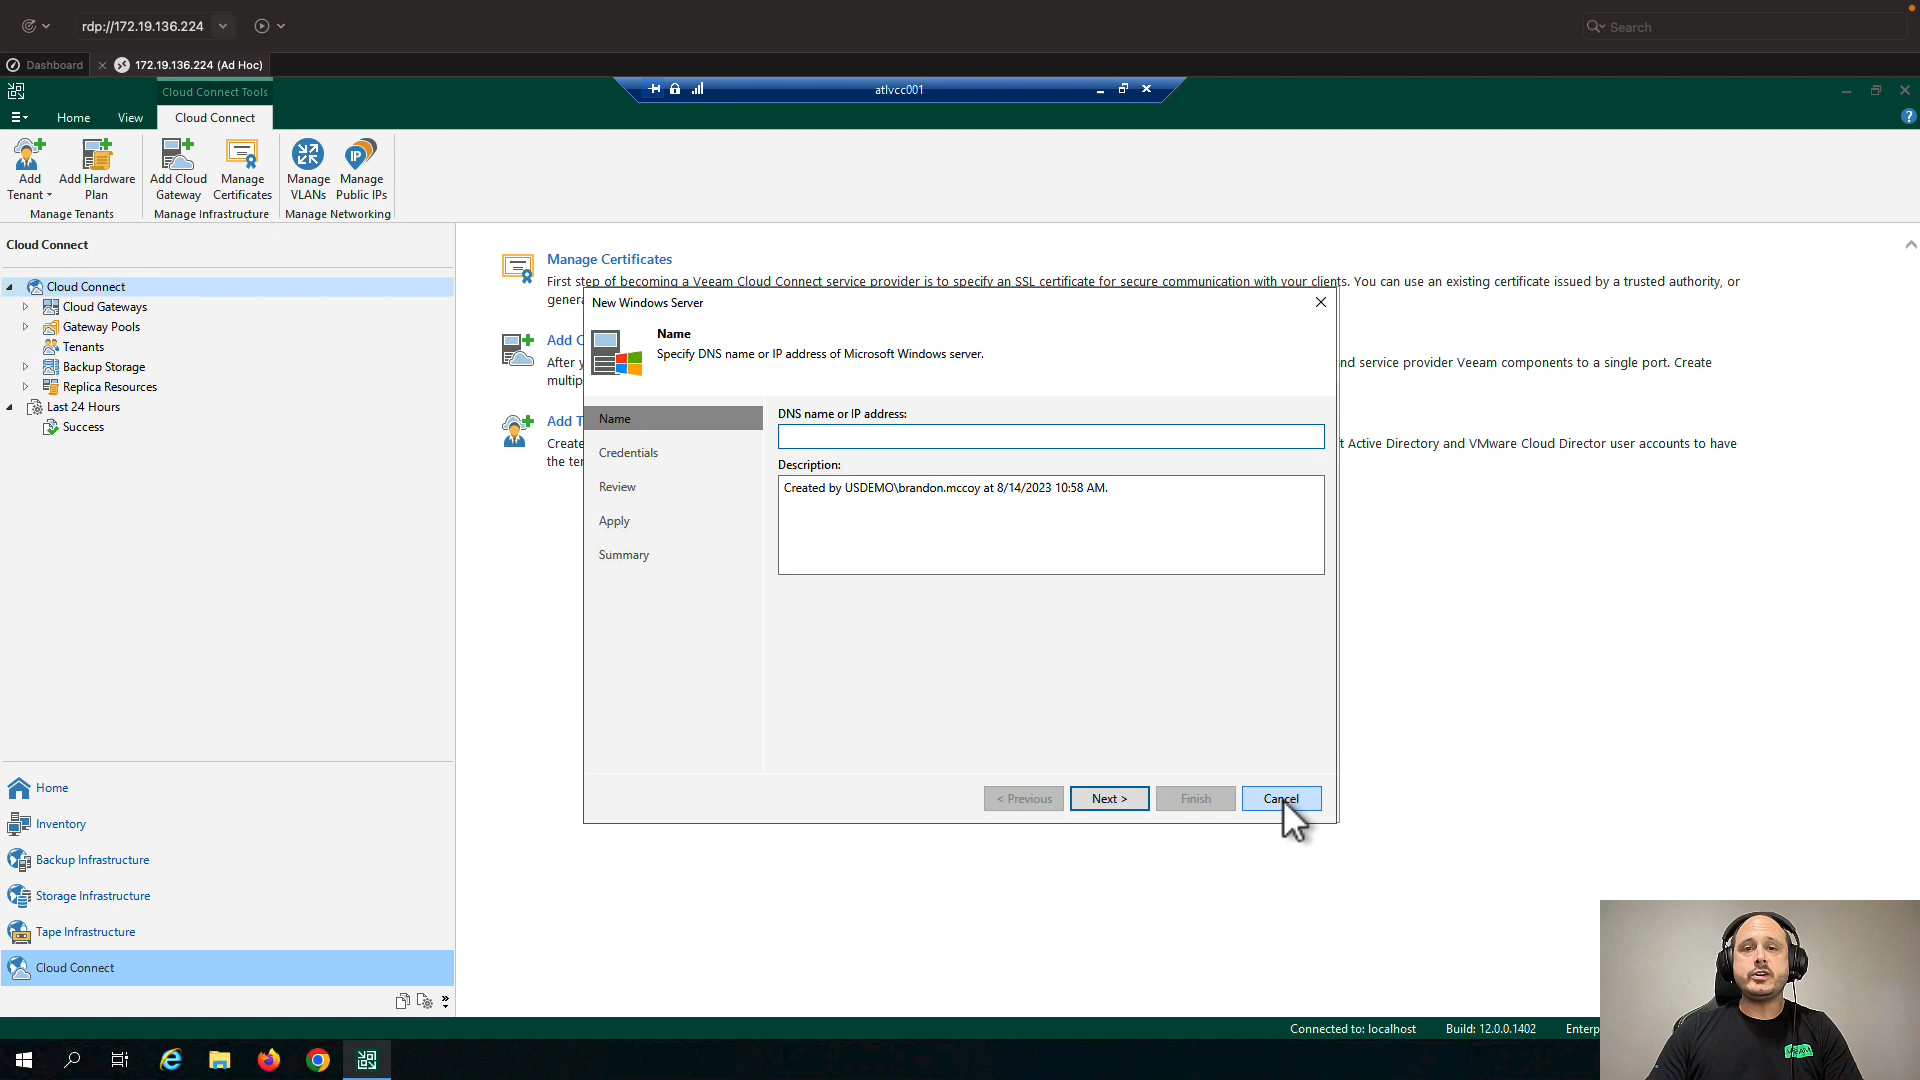 rdp://172.19.136.224
Search
Dashboard
172.19.136.224 (Ad Hoc)
Cloud Connect Tools
atlvcc001
Home
View
Cloud Connect
Add Tenant
Add Hardware Plan
Add Cloud Gateway
Manage Certificates
Manage VLANs
Manage Public IPs
Manage Tenants
Manage Infrastructure
Manage Networking
Cloud Connect
Cloud Connect
Cloud Gateways
Gateway Pools
Tenants
Backup Storage
Replica Resources
Last 24 Hours
Success
Manage Certificates
First step of becoming a Veeam Cloud Connect service provider is to specify an SSL certificate for secure communication with your clients. You can use an existing certificate issued by a trusted authority, or
Add
After
nd service provider Veeam components to a single port. Create
multip
Add T
Create
t Active Directory and VMware Cloud Director user accounts to have
the
New Windows Server
Name
Specify DNS name or IP address of Microsoft Windows server.
Name
Credentials
Review
Apply
Summary
DNS name or IP address:
Description:
Created by USDEMO\brandon.mccoy at 8/14/2023 10:58 AM.
< Previous
Next >
Finish
Cancel
Home
Inventory
Backup Infrastructure
Storage Infrastructure
Tape Infrastructure
Cloud Connect
Connected to: localhost
Build: 12.0.0.1402
Enterp